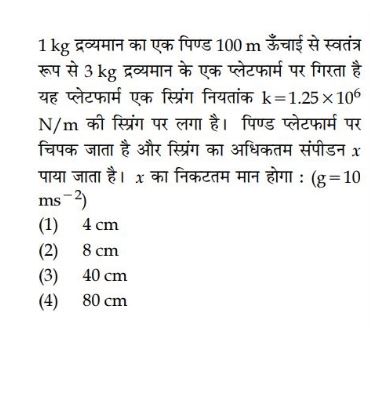 1 kg द्रव्यमान का एक पिण्ड 100 m ऊँचाई से स्वतंत्र
रूप से 3 kg द्रव्यमान के एक प्लेटफार्म पर गिरता है
यह प्लेटफार्म एक स्प्रिंग नियतांक k=1.25×10⁶
N/m की स्प्रिंग पर लगा है। पिण्ड प्लेटफार्म पर
चिपक जाता है और स्प्रिंग का अधिकतम संपीडन x
पाया जाता है। x का निकटतम मान होगा : (g=10
ms⁻²)
(1) 4 cm
(2) 8 cm
(3) 40 cm
(4) 80 cm